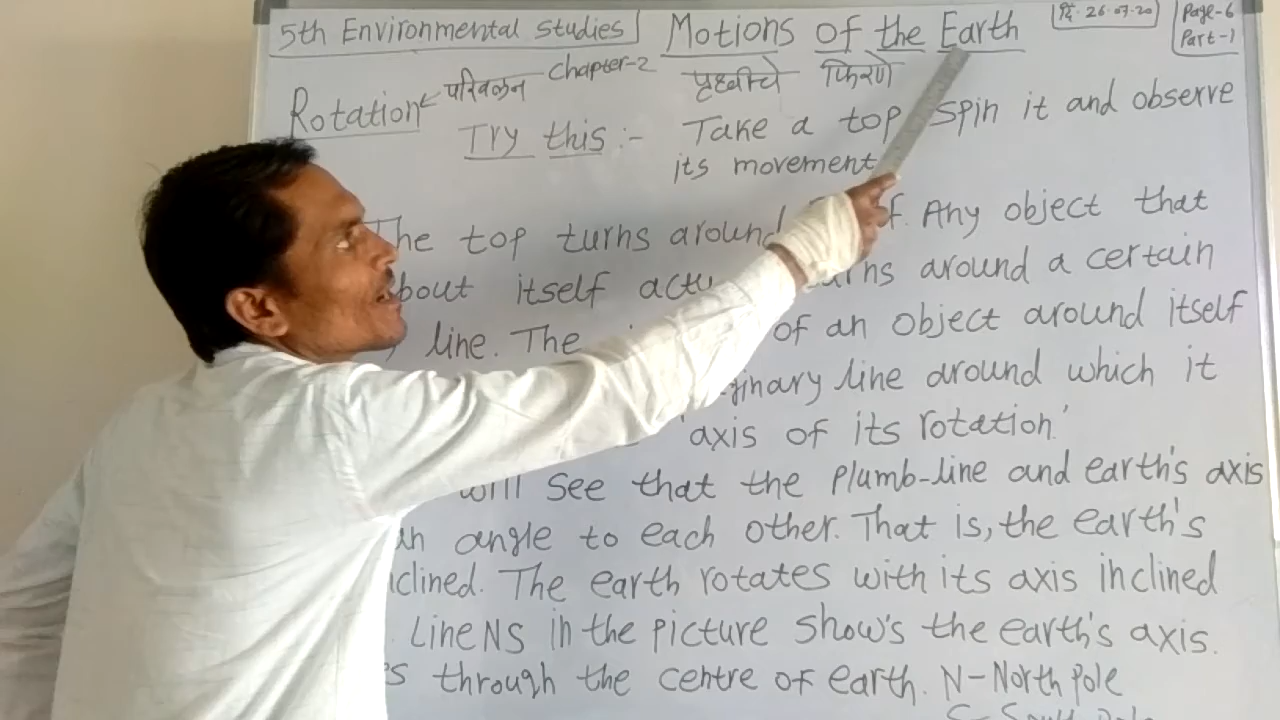 5th Environmental Studies
Motions of the Earth
दि. 26.07.20
Page-6
Part-1
Chapter-2
पृथ्वीचे फिरणे
Rotation परिवलन
Try this :- Take a top spin it and observe
its movement
The top turns around f. Any object that
bout itself actu urns around a certain
line. The of an object around itself
ginary line around which it
'axis of its rotation.'
will see that the Plumb-line and earth's axis
an angle to each other. That is, the earth's
clined. The earth rotates with its axis inclined
Line NS in the picture show's the earth's axis.
s through the centre of earth. N-North Pole